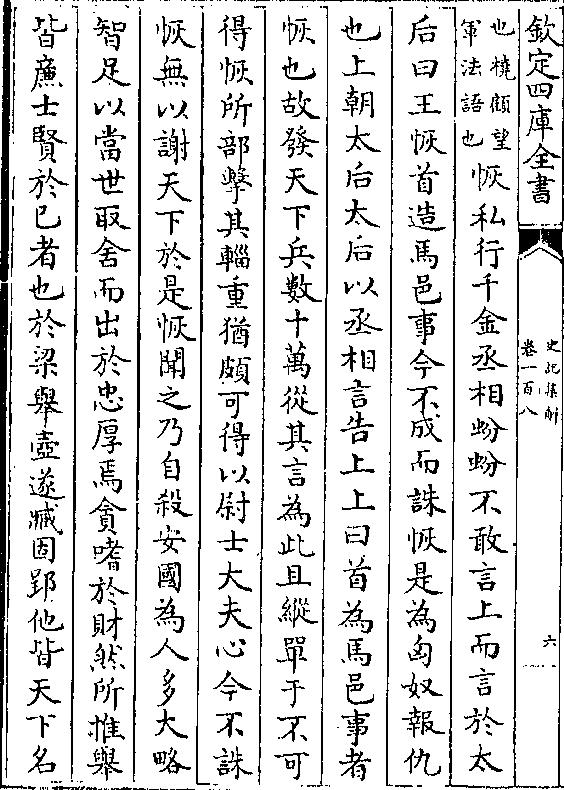 欽定四庫全書
史記集解
卷一百八
六
也橈顧望
軍法語也
恢私行千金丞相蚡蚡不敢言上而言於太
后曰王恢首造馬邑事今不成而誅恢是為匈奴報仇
也上朝太后太后以丞相言告上上曰首為馬邑事者
恢也故發天下兵數十萬從其言為此且縱單于不可
得恢所部擊其輜重猶頗可得以尉士大夫心今不誅
恢無以謝天下於是恢聞之乃自殺安國為人多大略
智足以當世取舍而出於忠厚焉貪嗜於財然所推舉
皆廉士賢於已者也於梁舉壺遂臧固郢他皆天下名